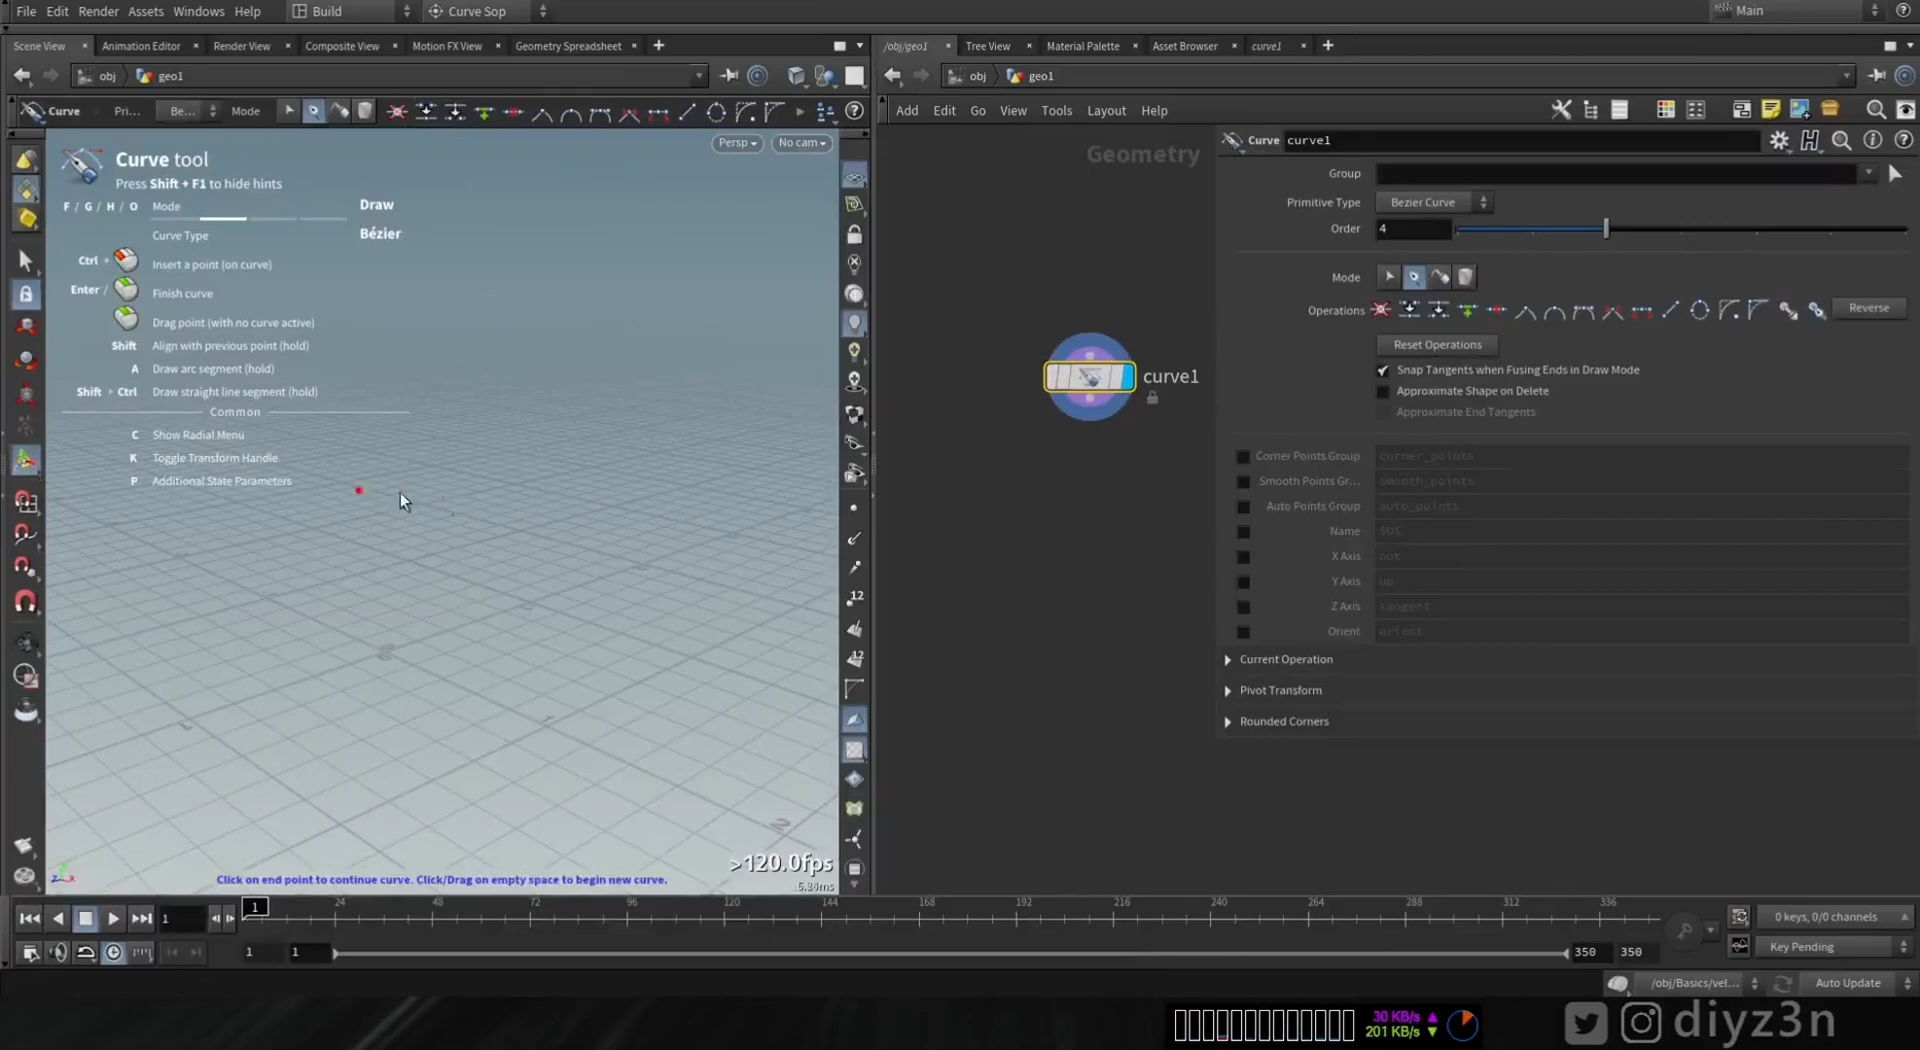 File Edit Render Assets Windows Help Build Curve Sop Main
Scene View Animation Editor Render View Composite View Motion FX View Geometry Spreadsheet /obj/geo1 Tree View Material Palette Asset Browser curve1
obj geo1 obj geo1
Curve Pri... Be... Mode Add Edit Go View Tools Layout Help
Persp No cam
Curve tool
Press Shift + F1 to hide hints
F / G / H / O Mode Draw
Curve Type Bézier
Ctrl + Insert a point (on curve)
Enter / Finish curve
Drag point (with no curve active)
Shift Align with previous point (hold)
A Draw arc segment (hold)
Shift + Ctrl Draw straight line segment (hold)
Common
C Show Radial Menu
K Toggle Transform Handle
P Additional State Parameters
12
12
>120.0fps
Click on end point to continue curve. Click/Drag on empty space to begin new curve.
Geometry
curve1
Curve curve1
Group
Primitive Type Bezier Curve
Order 4
Mode
Operations Reverse
Reset Operations
Snap Tangents when Fusing Ends in Draw Mode
Approximate Shape on Delete
Approximate End Tangents
Corner Points Group corner_points
Smooth Points Gr... smooth_points
Auto Points Group auto_points
Name $OS
X Axis out
Y Axis up
Z Axis tangent
Orient orient
Current Operation
Pivot Transform
Rounded Corners
1 1 24 48 72 96 120 144 168 192 216 240 264 288 312 336 0 keys, 0/0 channels
1 1 350 350 Key Pending
/obj/Basics/vel... Auto Update
30 KB/s
201 KB/s
diyz3n